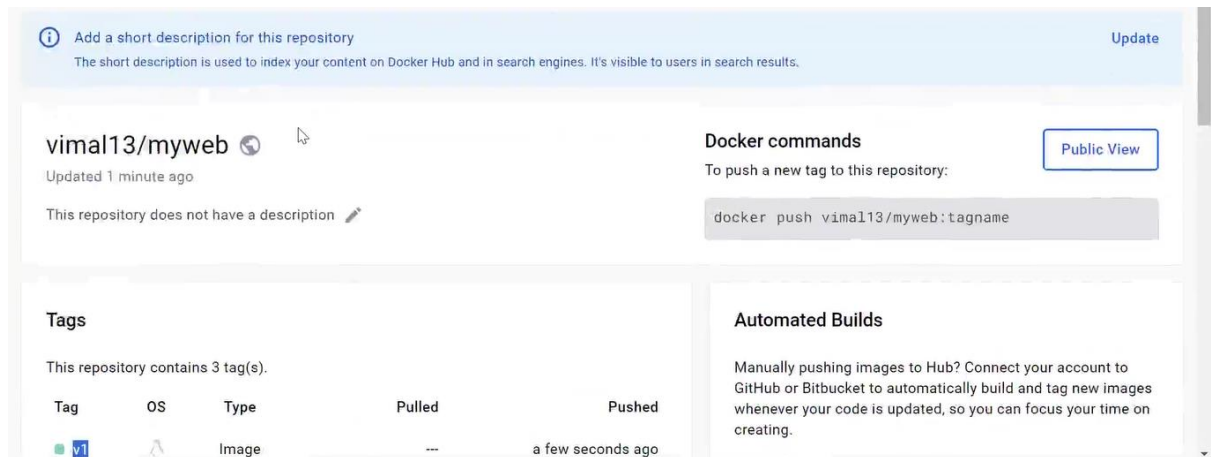 Add a short description for this repository
Update
The short description is used to index your content on Docker Hub and in search engines. It's visible to users in search results.
vimal13/myweb
Updated 1 minute ago
This repository does not have a description
Docker commands
Public View
To push a new tag to this repository:
docker push vimal13/myweb:tagname
Tags
This repository contains 3 tag(s).
Tag OS Type Pulled Pushed
v1 Image --- a few seconds ago
Automated Builds
Manually pushing images to Hub? Connect your account to
GitHub or Bitbucket to automatically build and tag new images
whenever your code is updated, so you can focus your time on
creating.